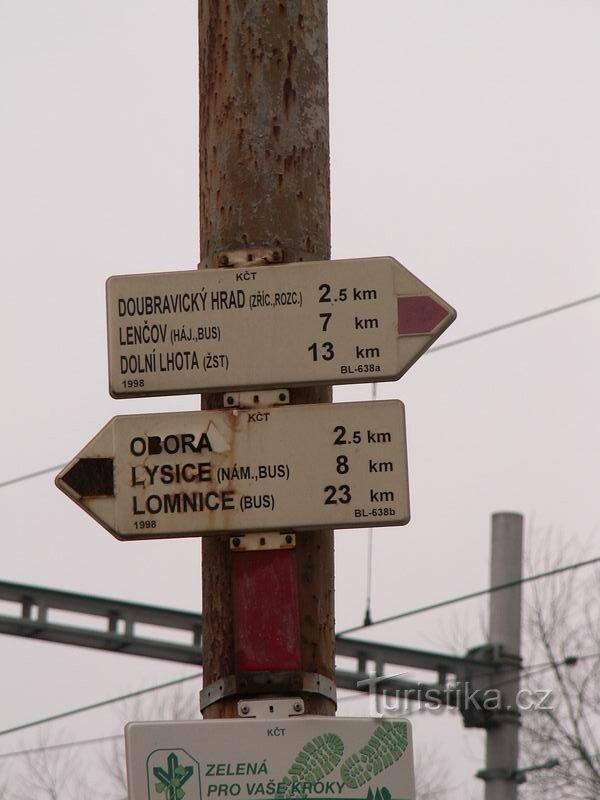 KČT
DOUBRAVICKÝ HRAD (ZŘÍC.,ROZC.) 2.5 km
LENČOV (HÁJ.,BUS) 7 km
DOLNÍ LHOTA (ŽST) 13 km
1998 BL-638a
KČT
OBORA 2.5 km
LYSICE (NÁM.,BUS) 8 km
LOMNICE (BUS) 23 km
1998 BL-638b
Turistika.cz
KČT
ZELENÁ
PRO VAŠE KROKY